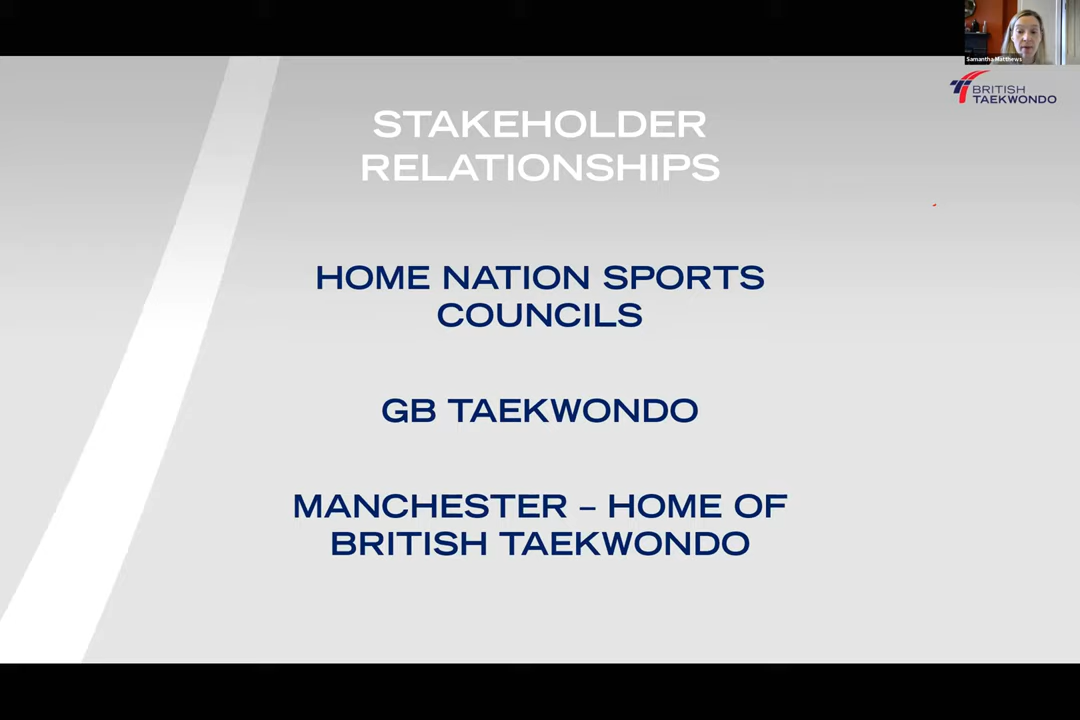 Samantha Matthews
BRITISH
TAEKWONDO
STAKEHOLDER
RELATIONSHIPS
HOME NATION SPORTS
COUNCILS
GB TAEKWONDO
MANCHESTER – HOME OF
BRITISH TAEKWONDO